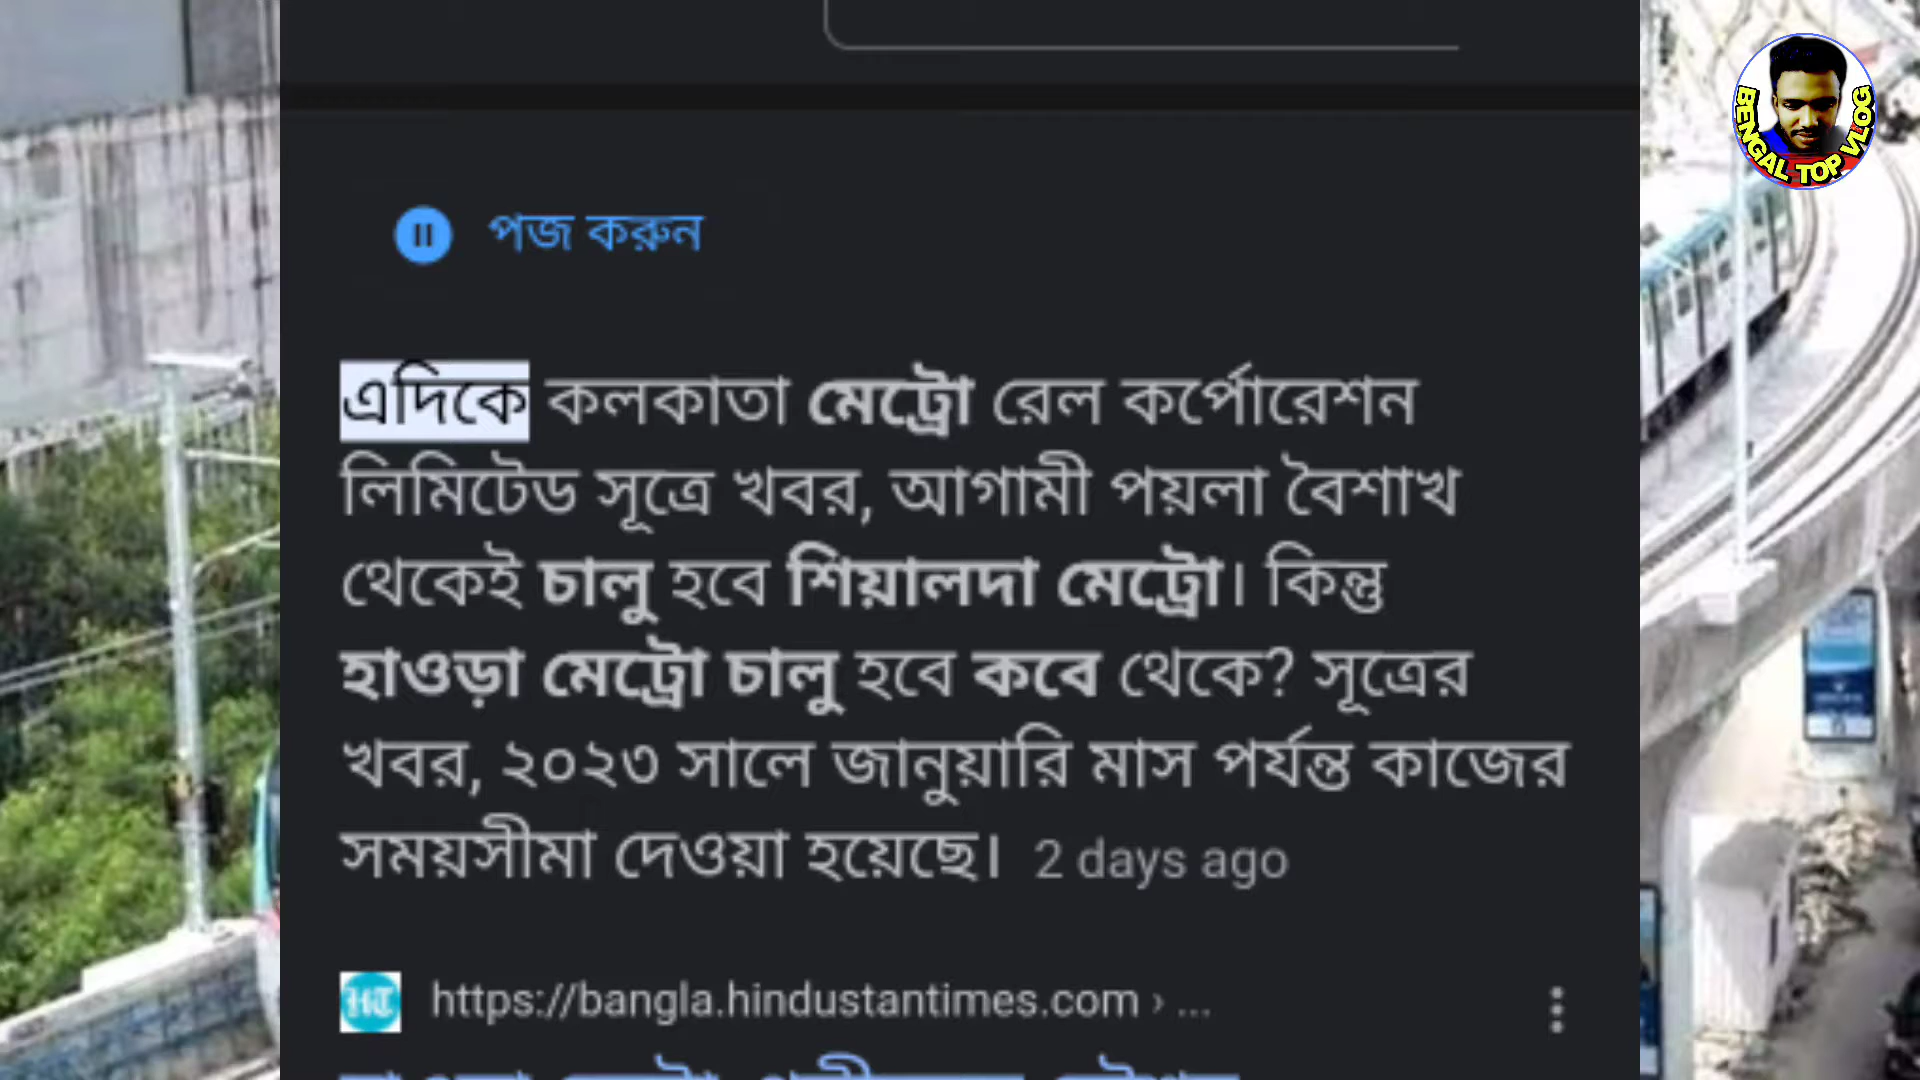 BENGAL TOP VLOG
পজ করুন
এদিকে কলকাতা মেট্রো রেল কর্পোরেশন
লিমিটেড সূত্রে খবর, আগামী পয়লা বৈশাখ
থেকেই চালু হবে শিয়ালদা মেট্রো। কিন্তু
হাওড়া মেট্রো চালু হবে কবে থেকে? সূত্রের
খবর, ২০২৩ সালে জানুয়ারি মাস পর্যন্ত কাজের
সময়সীমা দেওয়া হয়েছে। 2 days ago
HT https://bangla.hindustantimes.com › ...